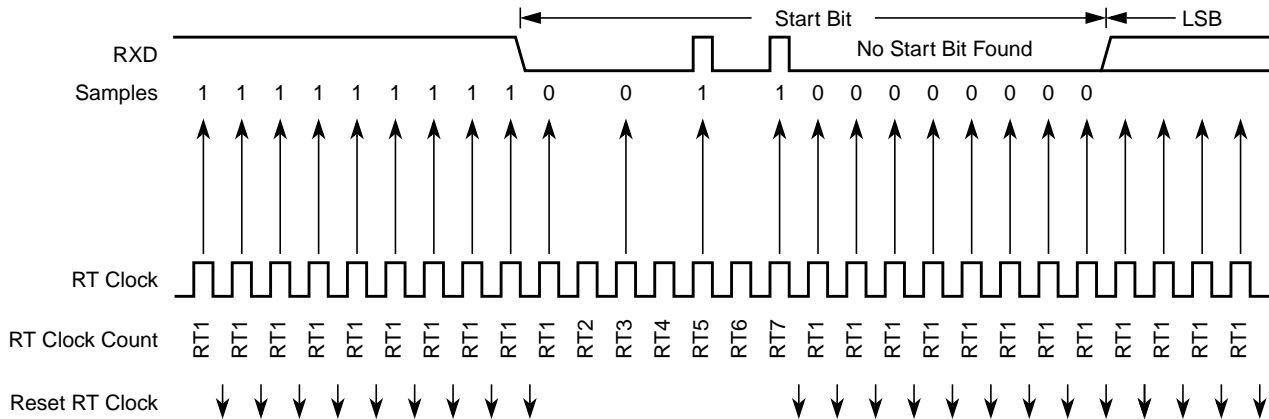 Start Bit LSB
RXD No Start Bit Found
Samples 1 1 1 1 1 1 1 1 1 0 0 1 1 0 0 0 0 0 0 0 0
RT Clock
RT Clock Count RT1 RT1 RT1 RT1 RT1 RT1 RT1 RT1 RT1 RT1 RT2 RT3 RT4 RT5 RT6 RT7 RT1 RT1 RT1 RT1 RT1 RT1 RT1 RT1 RT1 RT1 RT1 RT1
Reset RT Clock